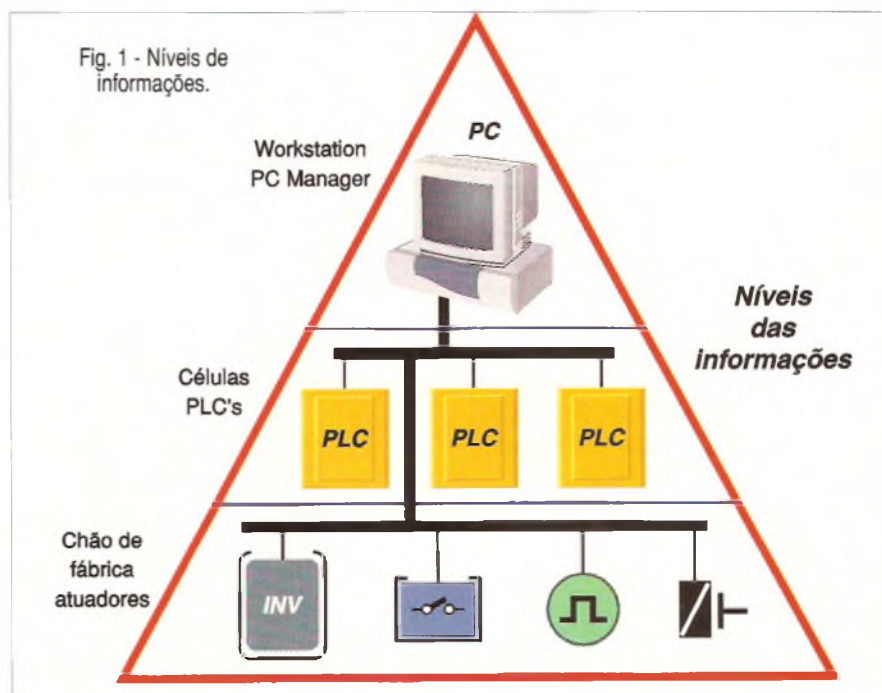 Fig. 1 - Níveis de
informações.
PC
Workstation
PC Manager
Níveis
das
informações
Células
PLC's
PLC
PLC
PLC
Chão de
fábrica
atuadores
INV